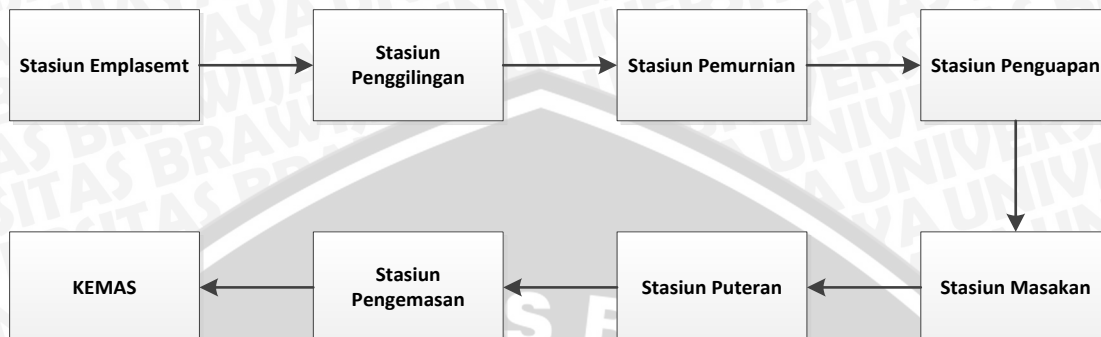 Stasiun Emplasemt
Stasiun
Penggilingan
Stasiun Pemurnian
Stasiun Penguapan
Stasiun Masakan
Stasiun Puteran
Stasiun
Pengemasan
KEMAS